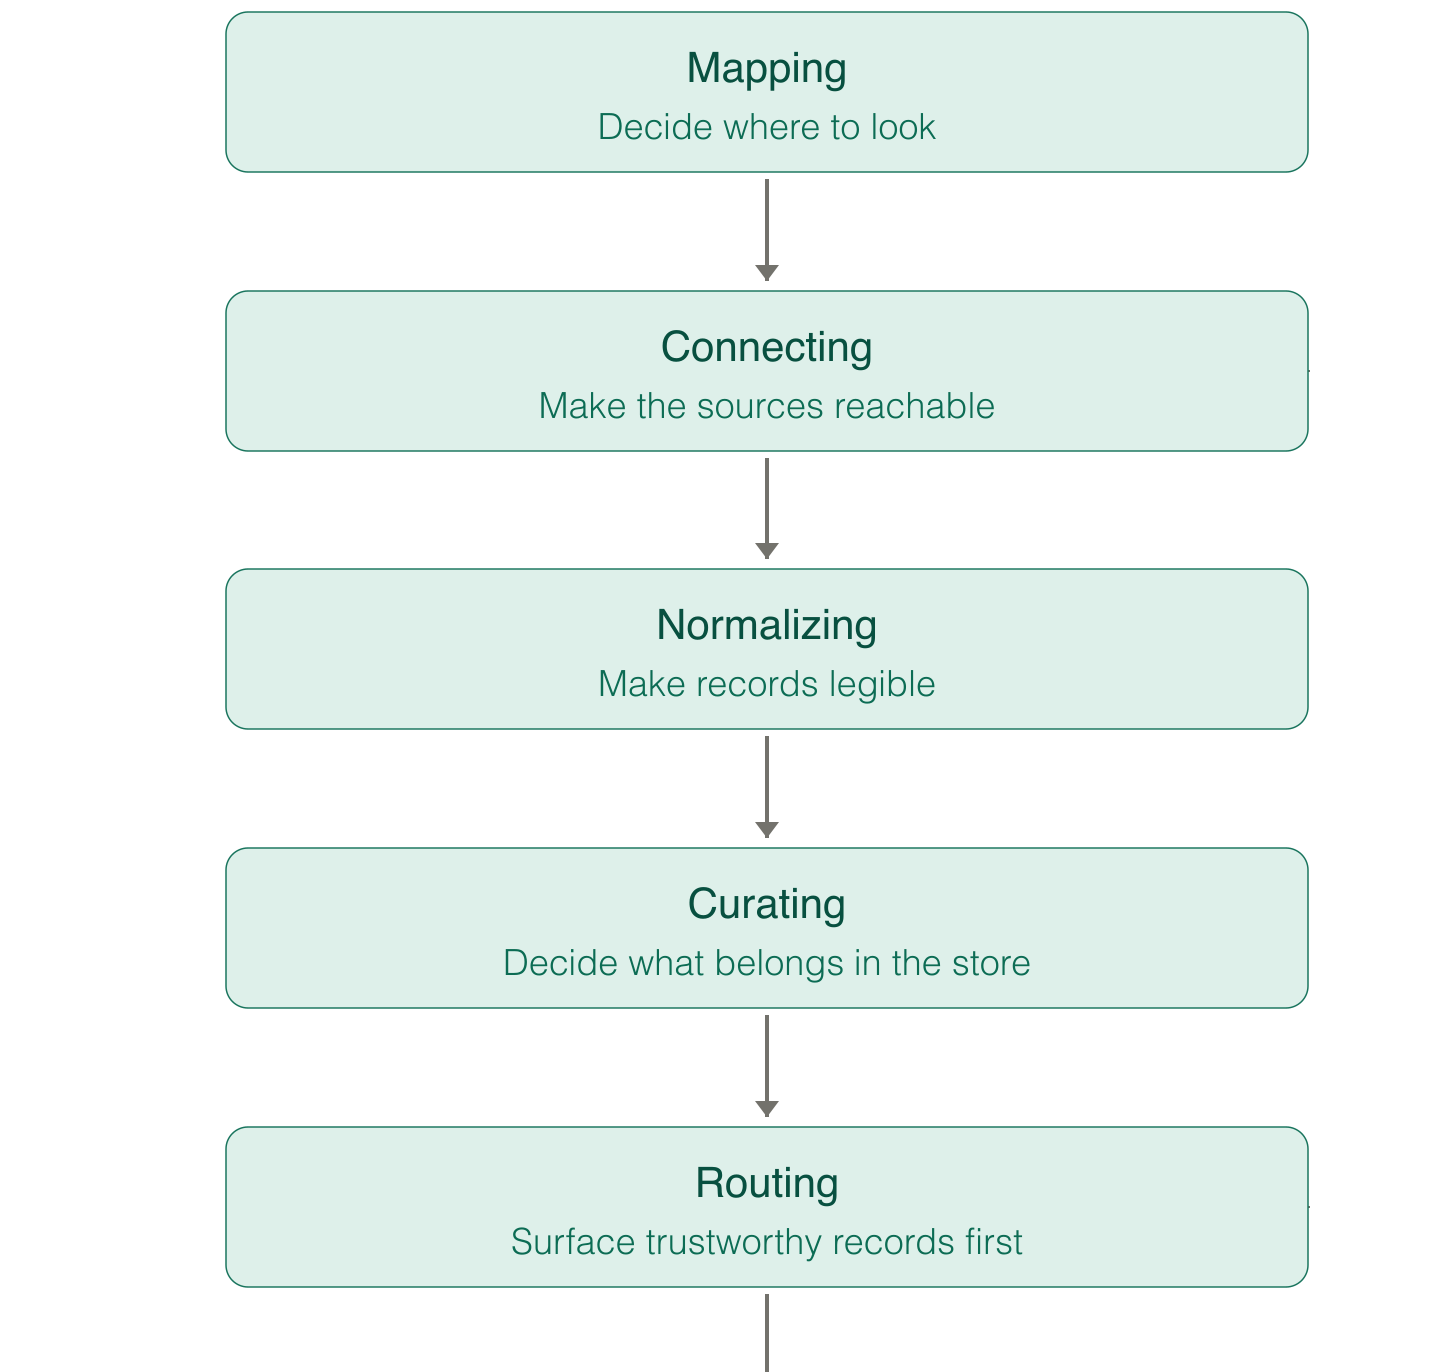 Mapping
Decide where to look
Connecting
Make the sources reachable
Normalizing
Make records legible
Curating
Decide what belongs in the store
Routing
Surface trustworthy records first